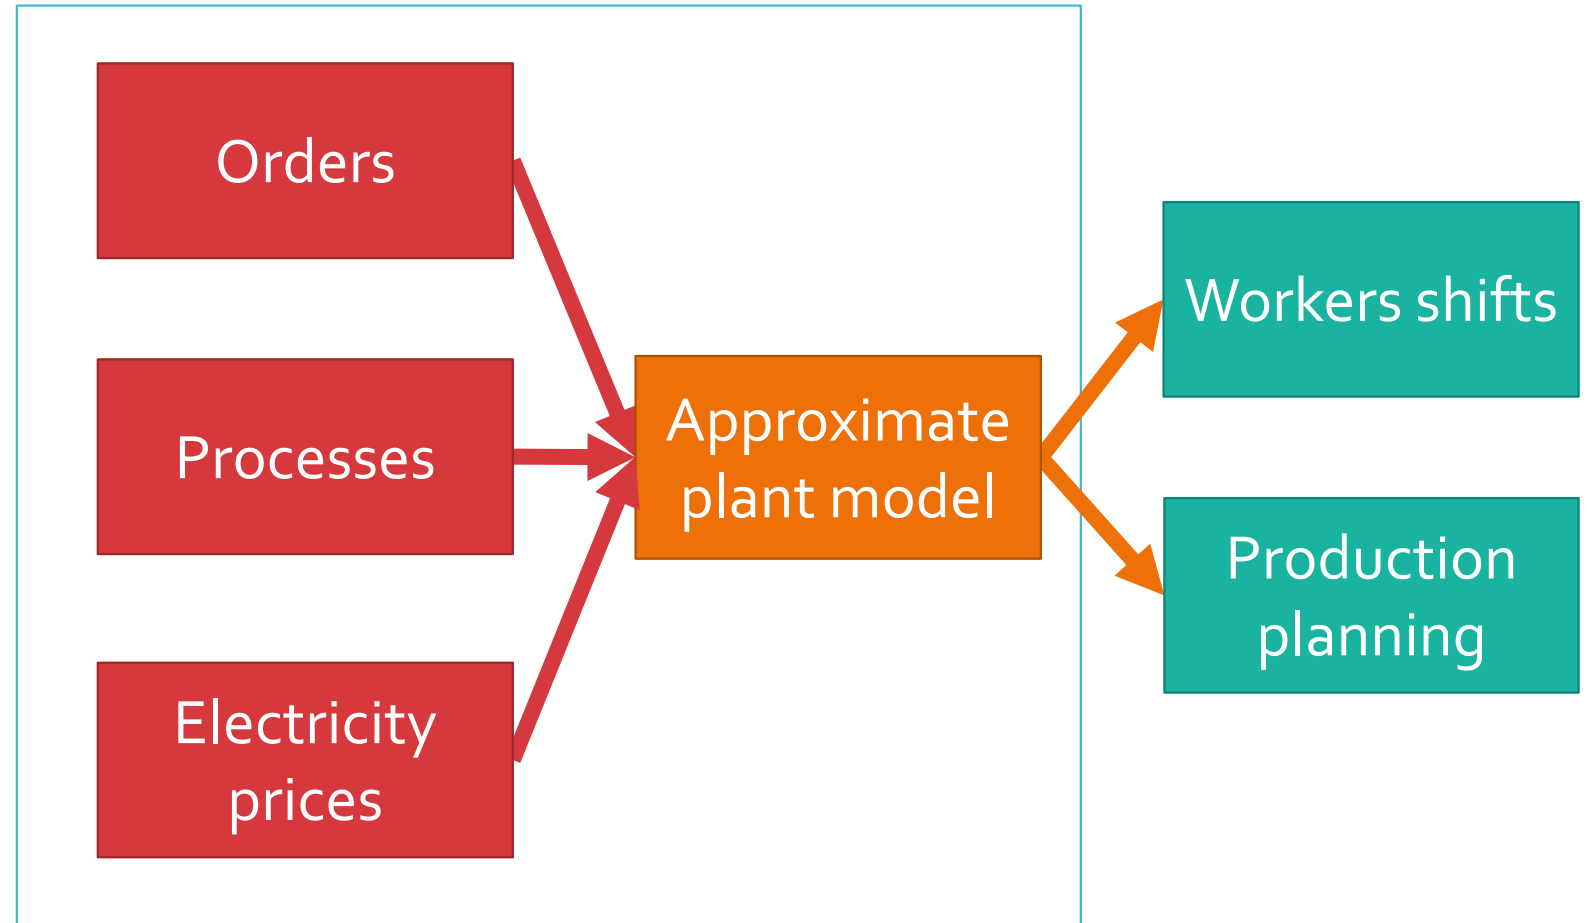 Orders
Processes
Electricity
prices
Approximate
plant model
Workers shifts
Production
planning